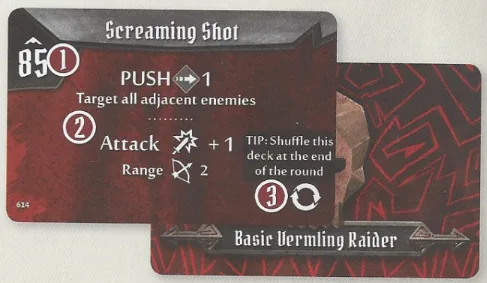 Screaming Shot
85 1
PUSH 1
Target all adjacent enemies
2
Attack + 1
Range 2
TIP: Shuffle this
deck at the end
of the round
3
614
Basic Vermling Raider